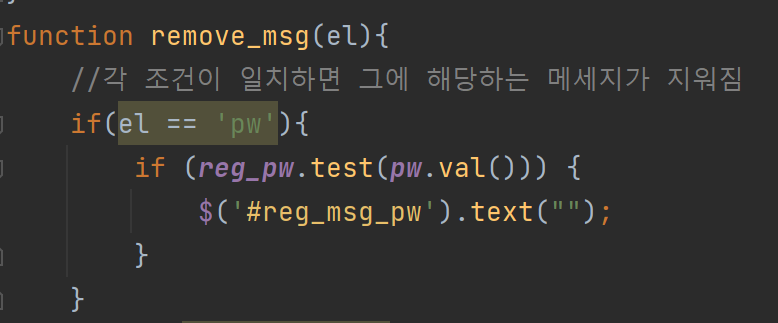 function remove_msg(el){
//각 조건이 일치하면 그에 해당하는 메세지가 지워짐
if(el == 'pw'){
if (reg_pw.test(pw.val())) {
$('#reg_msg_pw').text("");
}
}